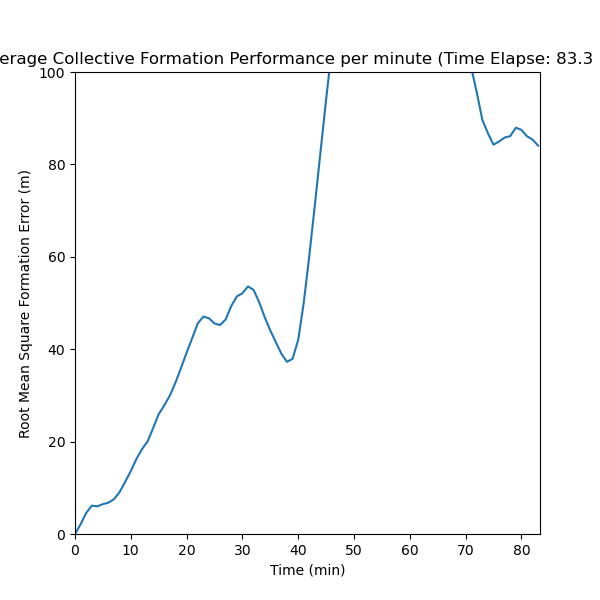 erage Collective Formation Performance per minute (Time Elapse: 83.3
100
80
60
40
20
0
Root Mean Square Formation Error (m)
0 10 20 30 40 50 60 70 80
Time (min)